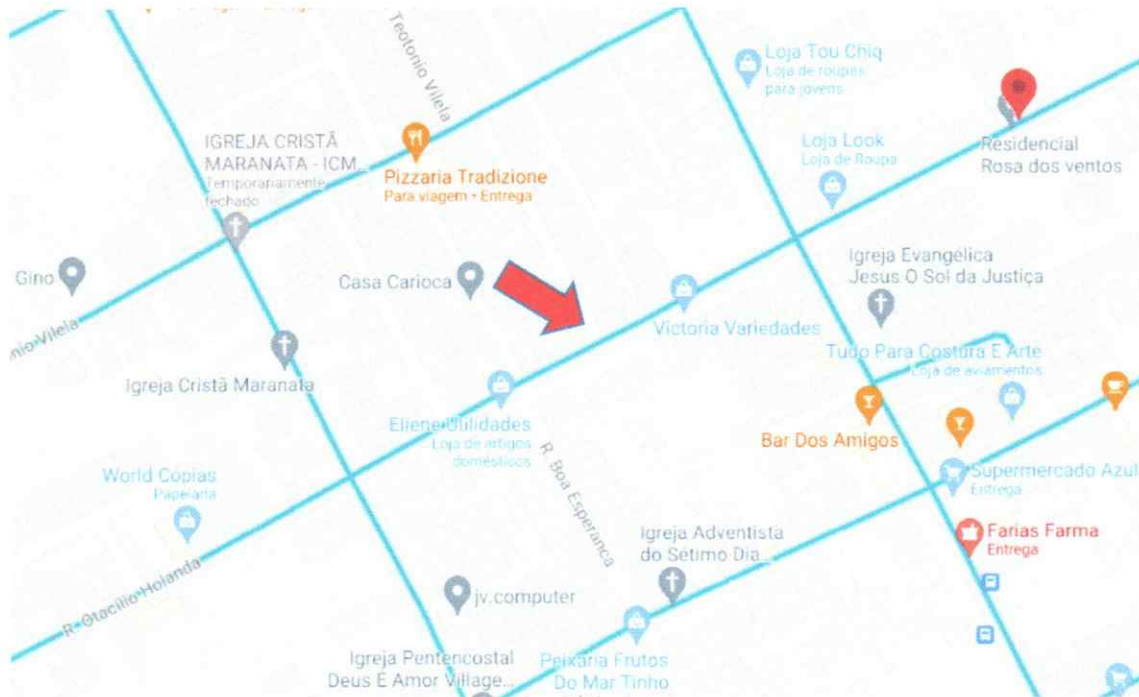 Teotonio Vilela
Loja Tou Chiq
Loja de roupas
para jovens
IGREJA CRISTÃ
MARANATA - ICM...
Temporariamente
fechado
Pizzaria Tradizione
Para viagem • Entrega
Loja Look
Loja de Roupa
Residencial
Rosa dos ventos
Gino
Casa Carioca
Igreja Evangélica
Jesus O Sol da Justiça
nio Vilela
Victoria Variedades
Igreja Cristã Maranata
Tudo Para Costura E Arte
Loja de aviamentos
Eliene Utilidades
Loja de artigos
domésticos
Bar Dos Amigos
World Copias
Papelaria
R. Boa Esperança
Supermercado Azul
Entrega
Igreja Adventista
do Sétimo Dia...
Farias Farma
Entrega
R. Otacílio Holanda
jv.computer
Igreja Pentencostal
Deus É Amor Village...
Peixaria Frutos
Do Mar Tinho